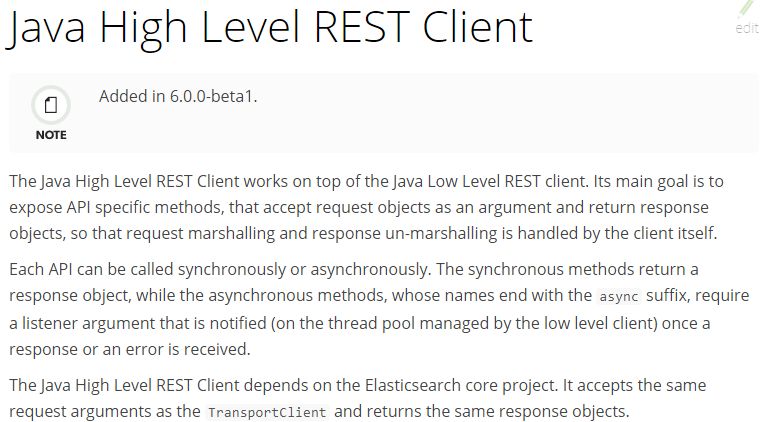 Java High Level REST Client
edit
Added in 6.0.0-beta1.
NOTE
The Java High Level REST Client works on top of the Java Low Level REST client. Its main goal is to
expose API specific methods, that accept request objects as an argument and return response
objects, so that request marshalling and response un-marshalling is handled by the client itself.
Each API can be called synchronously or asynchronously. The synchronous methods return a
response object, while the asynchronous methods, whose names end with the async suffix, require
a listener argument that is notified (on the thread pool managed by the low level client) once a
response or an error is received.
The Java High Level REST Client depends on the Elasticsearch core project. It accepts the same
request arguments as the TransportClient and returns the same response objects.